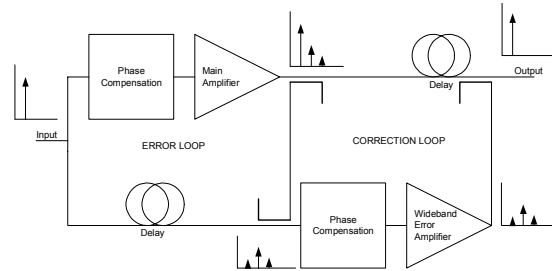 Phase
Compensation
Main
Amplifier
Delay
Output
Input
ERROR LOOP
CORRECTION LOOP
Delay
Phase
Compensation
Wideband
Error
Amplifier